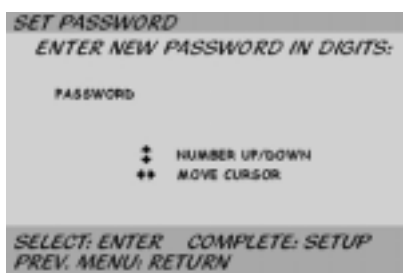 SET PASSWORD
ENTER NEW PASSWORD IN DIGITS:
PASSWORD
NUMBER UP/DOWN
MOVE CURSOR
SELECT: ENTER COMPLETE: SETUP
PREV. MENU: RETURN